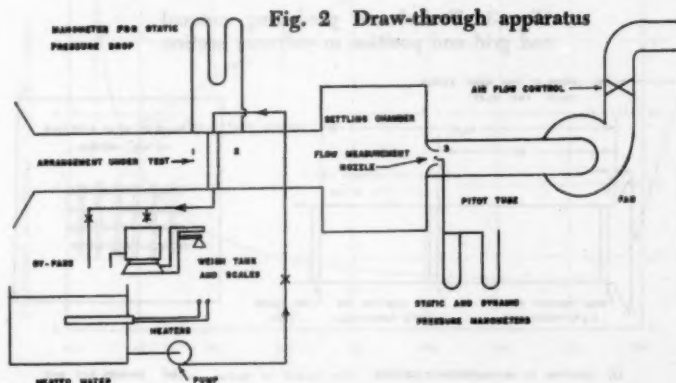 Fig. 2 Draw-through apparatus
MANOMETER FOR STATIC
PRESSURE DROP
AIR FLOW CONTROL
SETTLING CHAMBER
1 2
3
ARRANGEMENT UNDER TEST
FLOW MEASUREMENT
NOZZLE
PITOT TUBE
FAN
BY-PASS
WEIGH TANK
AND SCALES
STATIC AND DYNAMIC
PRESSURE MANOMETERS
HEATERS
PUMP
HEATED WATER